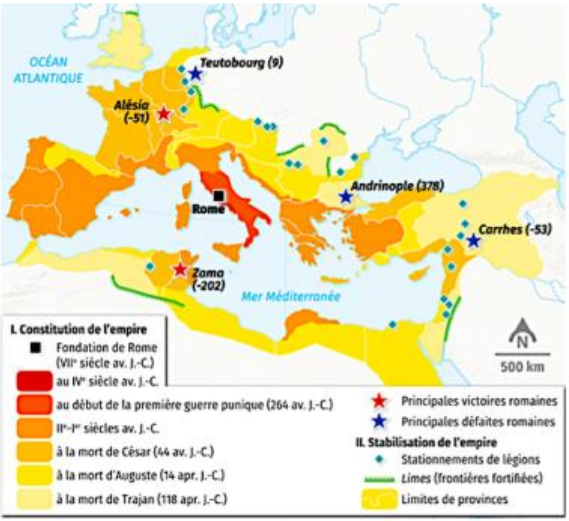 OCÉAN
ATLANTIQUE
Teutobourg (9)
Alésia
(-51)
Rome
Andrinople (378)
Carrhes (-53)
Zama
(-202)
Mer Méditerranée
N
500 km
I. Constitution de l'empire
Fondation de Rome
(VIIe siècle av. J.-C.)
au IVe siècle av. J.-C.
au début de la première guerre punique (264 av. J.-C.)
IIe-Ier siècles av. J.-C.
à la mort de César (44 av. J.-C.)
à la mort d'Auguste (14 apr. J.-C.)
à la mort de Trajan (118 apr. J.-C.)
Principales victoires romaines
Principales défaites romaines
II. Stabilisation de l'empire
Stationnements de légions
Limes (frontières fortifiées)
Limites de provinces